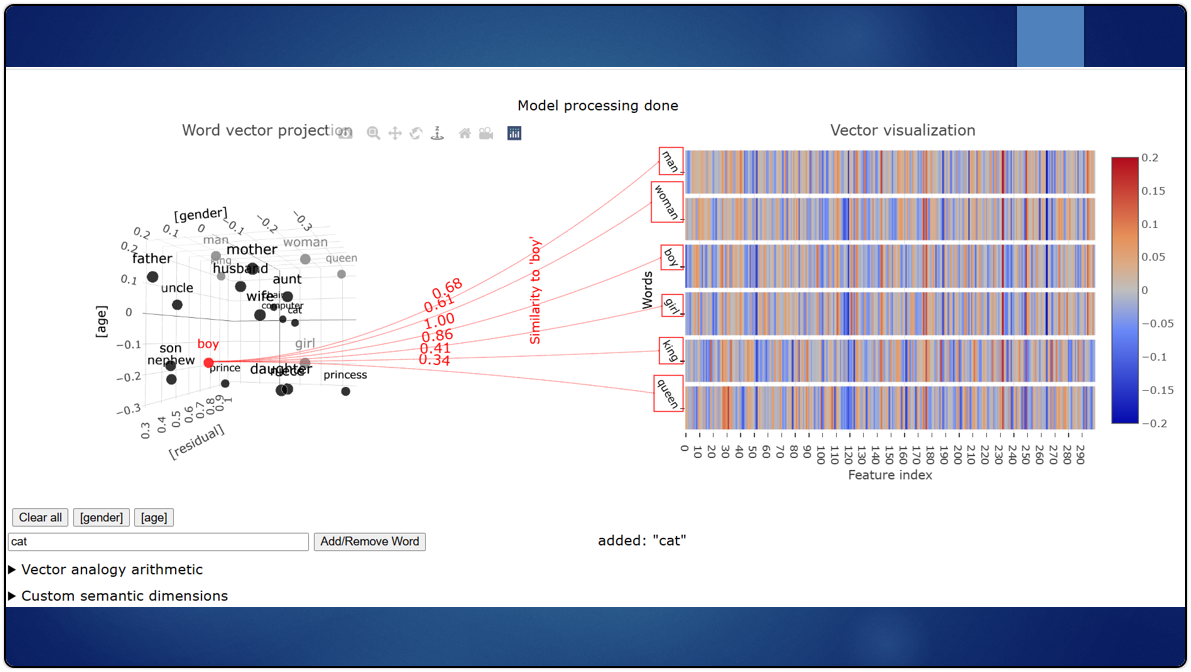 Model processing done
Word vector projection
Vector visualization
[gender]
0.2
0.1
0
−0.1
−0.2
−0.3
0.2
0.1
0
−0.1
−0.2
−0.3
[age]
0.3
0.4
0.5
0.6
0.7
0.8
0.9
1
[residual]
man
king
woman
queen
mother
father
husband
uncle
aunt
wife
chair
computer
cat
boy
girl
son
nephew
prince
daughter
niece
princess
0.68
0.61
1.00
0.86
0.41
0.34
Similarity to 'boy'
Words
man
woman
boy
girl
king
queen
0 10 20 30 40 50 60 70 80 90 100 110 120 130 140 150 160 170 180 190 200 210 220 230 240 250 260 270 280 290
Feature index
0.2
0.15
0.1
0.05
0
−0.05
−0.1
−0.15
−0.2
Clear all [gender] [age]
cat Add/Remove Word
added: "cat"
Vector analogy arithmetic
Custom semantic dimensions